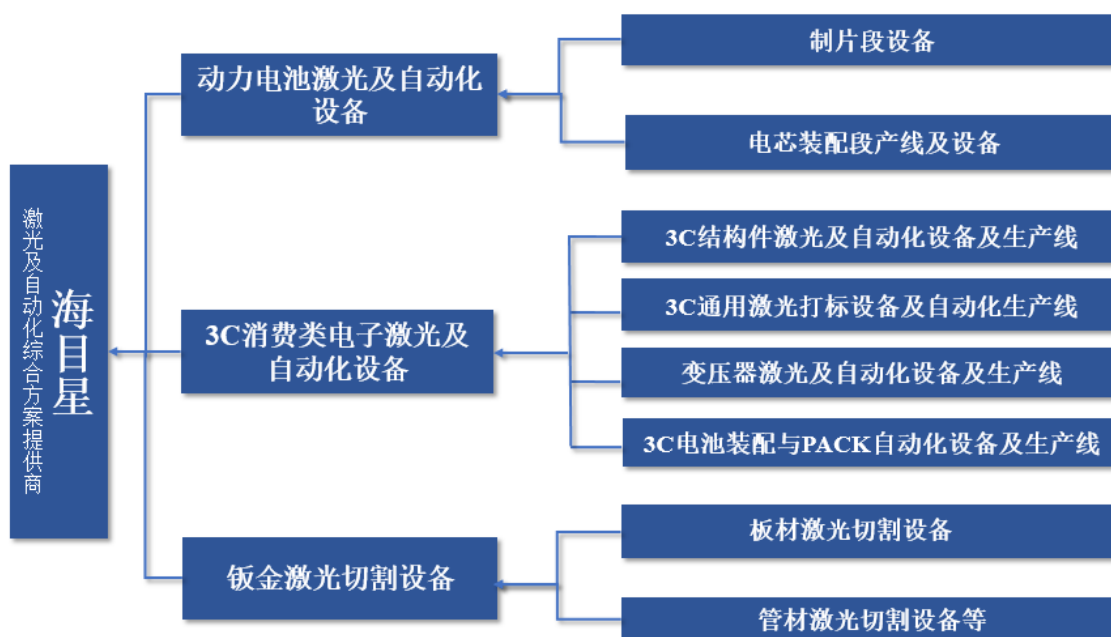 海目星
激光及自动化综合方案提供商
动力电池激光及自动化
设备
制片段设备
电芯装配段产线及设备
3C消费类电子激光及
自动化设备
3C结构件激光及自动化设备及生产线
3C通用激光打标设备及自动化生产线
变压器激光及自动化设备及生产线
3C电池装配与PACK自动化设备及生产线
钣金激光切割设备
板材激光切割设备
管材激光切割设备等